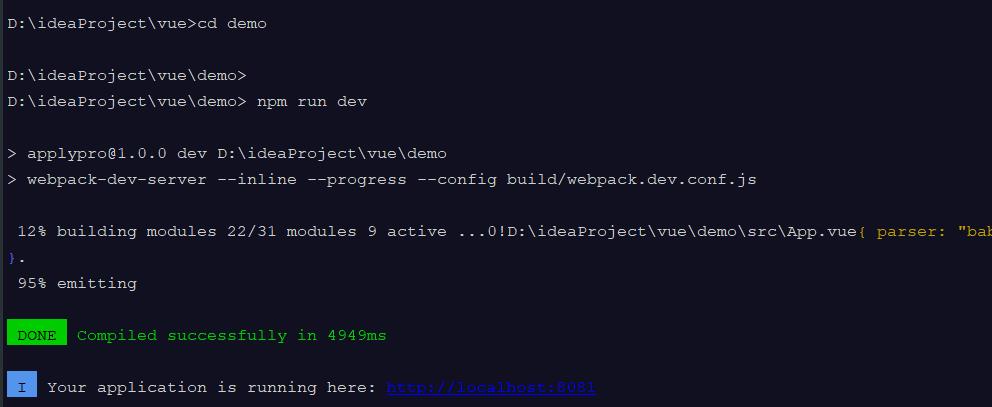 D:\ideaProject\vue>cd demo
D:\ideaProject\vue\demo>
D:\ideaProject\vue\demo> npm run dev
> applypro@1.0.0 dev D:\ideaProject\vue\demo
> webpack-dev-server --inline --progress --config build/webpack.dev.conf.js
12% building modules 22/31 modules 9 active ...0!D:\ideaProject\vue\demo\src\App.vue{ parser: "bab
}.
95% emitting
DONE Compiled successfully in 4949ms
I Your application is running here: http://localhost:8081